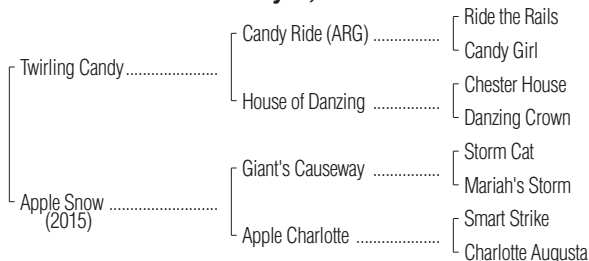 Ride the Rails
Candy Ride (ARG) ................
Candy Girl
Twirling Candy ......................
Chester House
House of Danzing ................
Danzing Crown
Storm Cat
Giant's Causeway ................
Mariah's Storm
Apple Snow ..........................
(2015)
Smart Strike
Apple Charlotte ....................
Charlotte Augusta